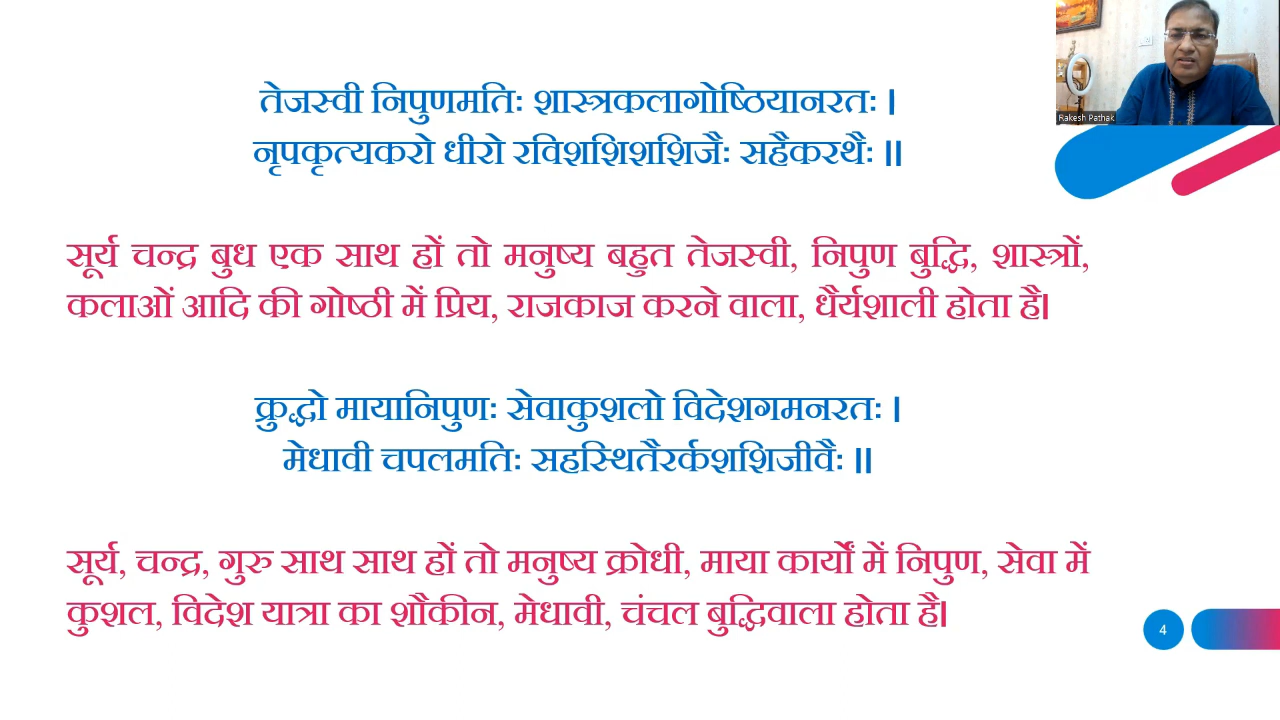 तेजस्वी निपुणमतिः शास्त्रकलागोष्ठियानरतः ।
नृपकृत्यकरो धीरो रविशशिशशिजैः सहैकरथैः ॥
सूर्य चन्द्र बुध एक साथ हों तो मनुष्य बहुत तेजस्वी, निपुण बुद्धि, शास्त्रों,
कलाओं आदि की गोष्ठी में प्रिय, राजकाज करने वाला, धैर्यशाली होता है।
क्रुद्धो मायानिपुणः सेवाकुशलो विदेशगमनरतः ।
मेधावी चपलमतिः सहस्थितैरर्कशशिजीवैः ॥
सूर्य, चन्द्र, गुरु साथ साथ हों तो मनुष्य क्रोधी, माया कार्यों में निपुण, सेवा में
कुशल, विदेश यात्रा का शौकीन, मेधावी, चंचल बुद्धिवाला होता है।
Rakesh Pathak
4